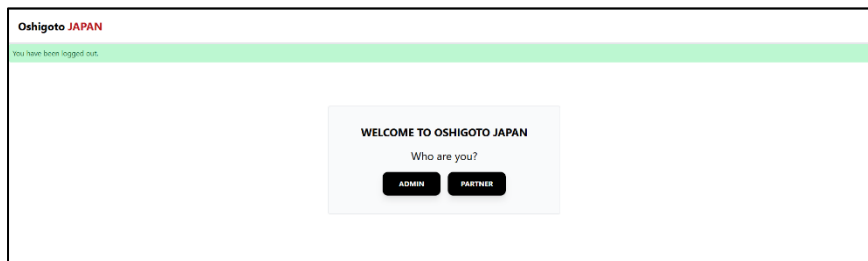 Oshigoto JAPAN
You have been logged out.
WELCOME TO OSHIGOTO JAPAN
Who are you?
ADMIN PARTNER